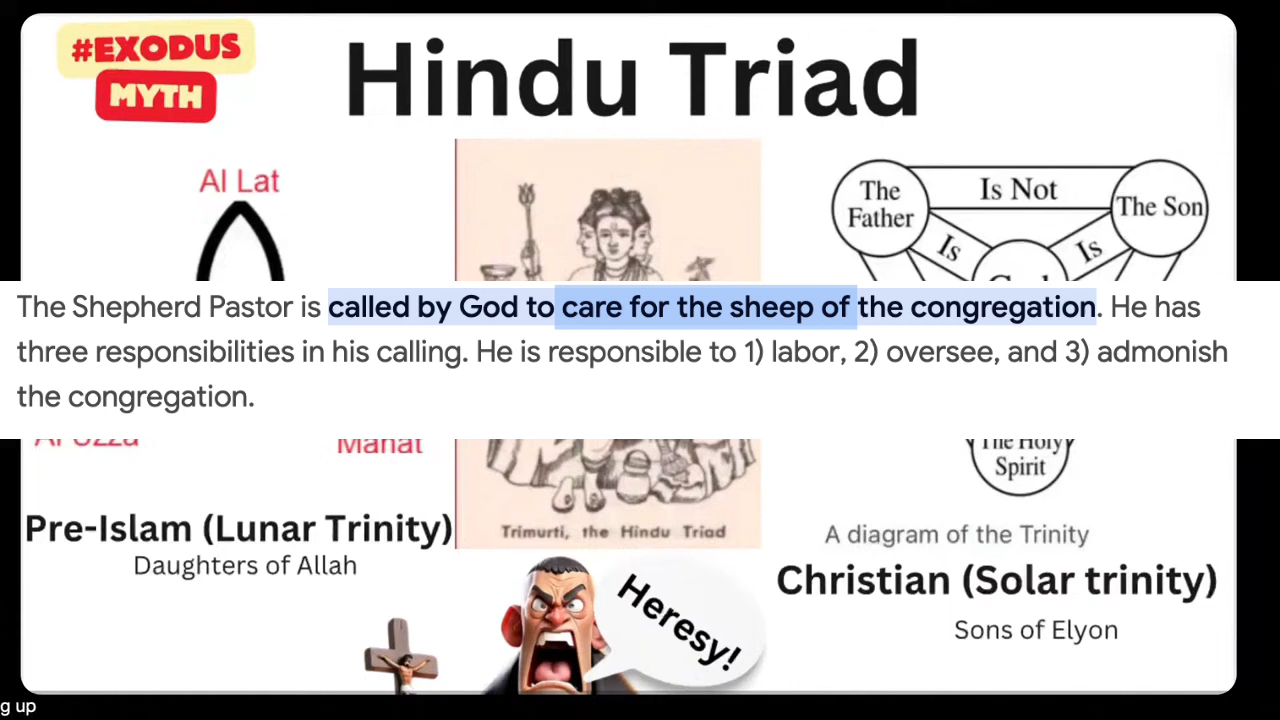 #EXODUS
MYTH
Hindu Triad
Al Lat
The
Father
Is Not
The Son
Is
Is
The Shepherd Pastor is called by God to care for the sheep of the congregation. He has
three responsibilities in his calling. He is responsible to 1) labor, 2) oversee, and 3) admonish
the congregation.
Manat
The Holy
Spirit
Pre-Islam (Lunar Trinity)
Daughters of Allah
Trimurti, the Hindu Triad
A diagram of the Trinity
Christian (Solar trinity)
Sons of Elyon
Heresy!
g up